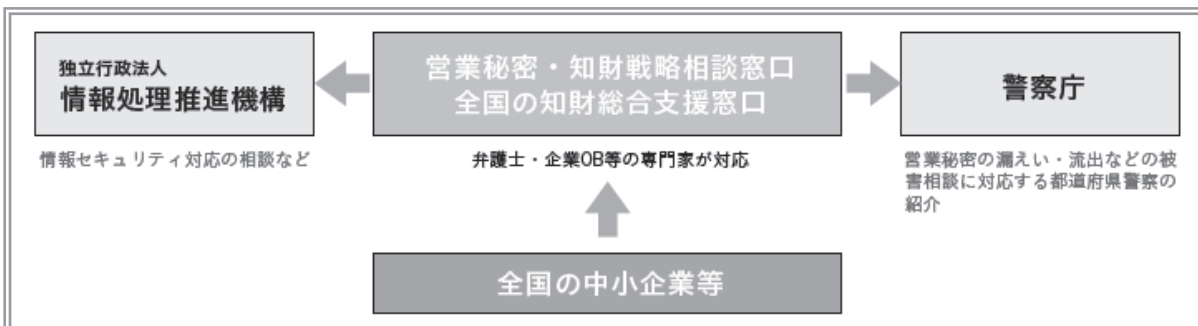 独立行政法人
情報処理推進機構
情報セキュリティ対応の相談など
営業秘密・知財戦略相談窓口
全国の知財総合支援窓口
弁護士・企業OB等の専門家が対応
警察庁
営業秘密の漏えい・流出などの被
害相談に対応する都道府県警察の
紹介
全国の中小企業等